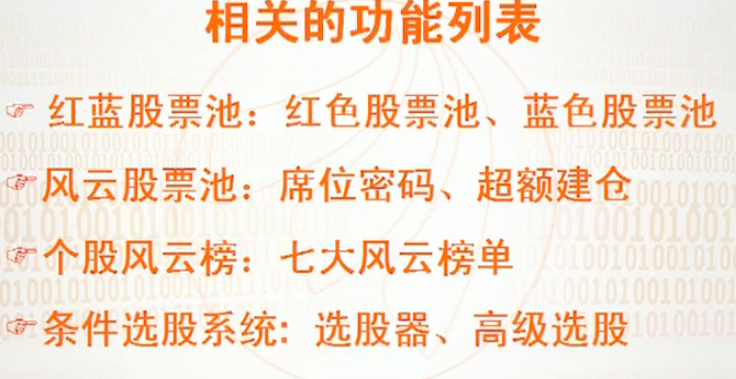 相关的功能列表
红蓝股票池：红色股票池、蓝色股票池
风云股票池：席位密码、超额建仓
个股风云榜：七大风云榜单
条件选股系统：选股器、高级选股